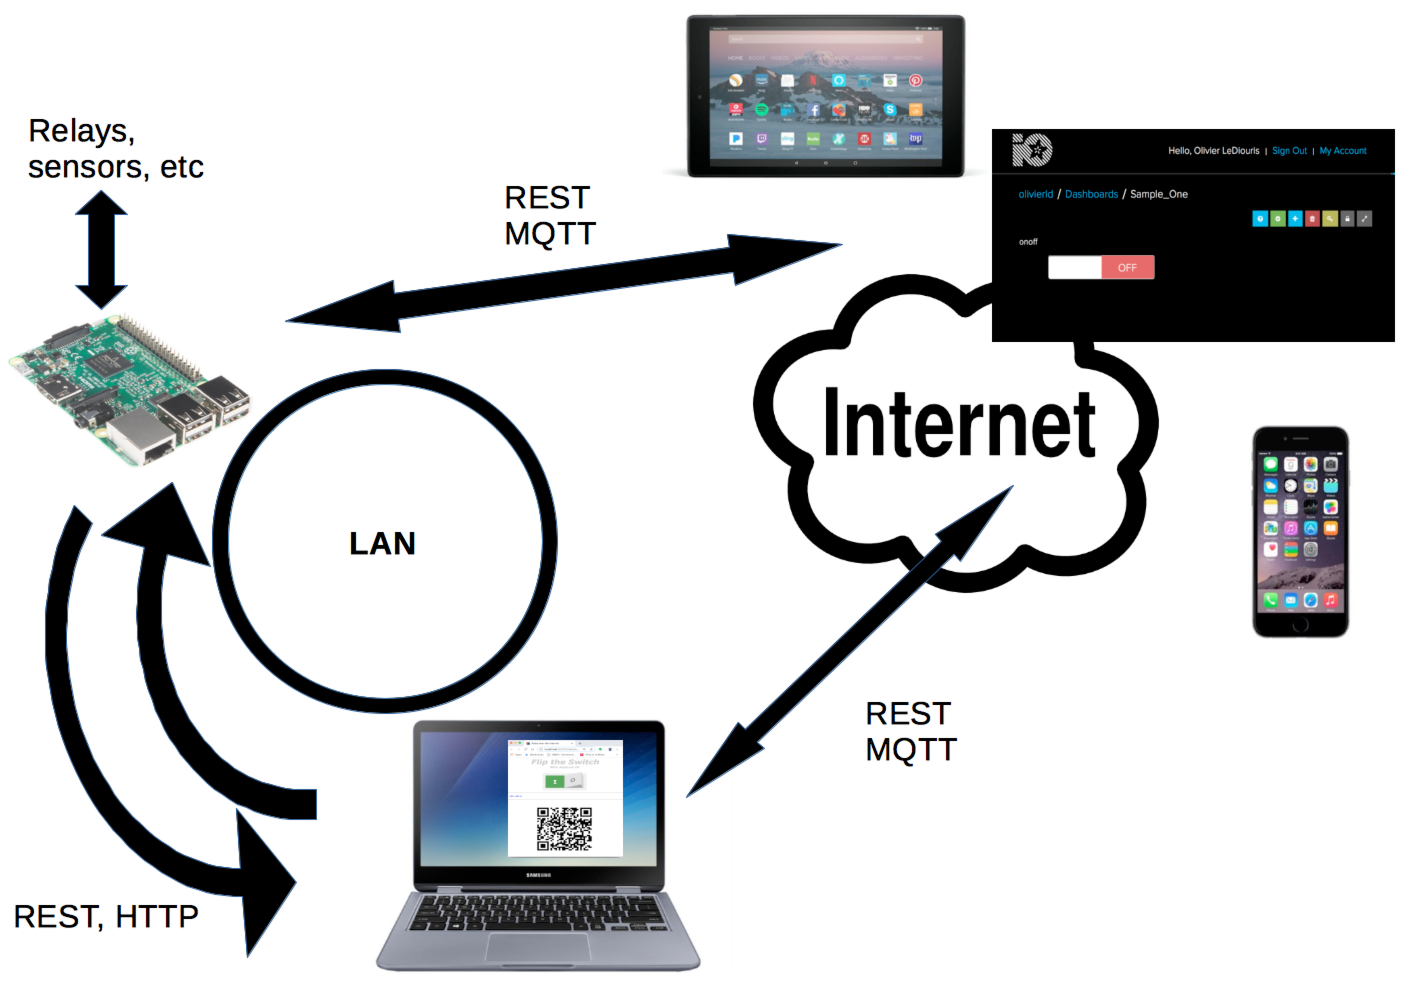 Relays,
sensors, etc
REST
MQTT
Hello, Olivier LeDiouris | Sign Out | My Account
olivierld / Dashboards / Sample_One
onoff
OFF
Internet
LAN
REST
MQTT
Flip the Switch
SAMSUNG
REST, HTTP